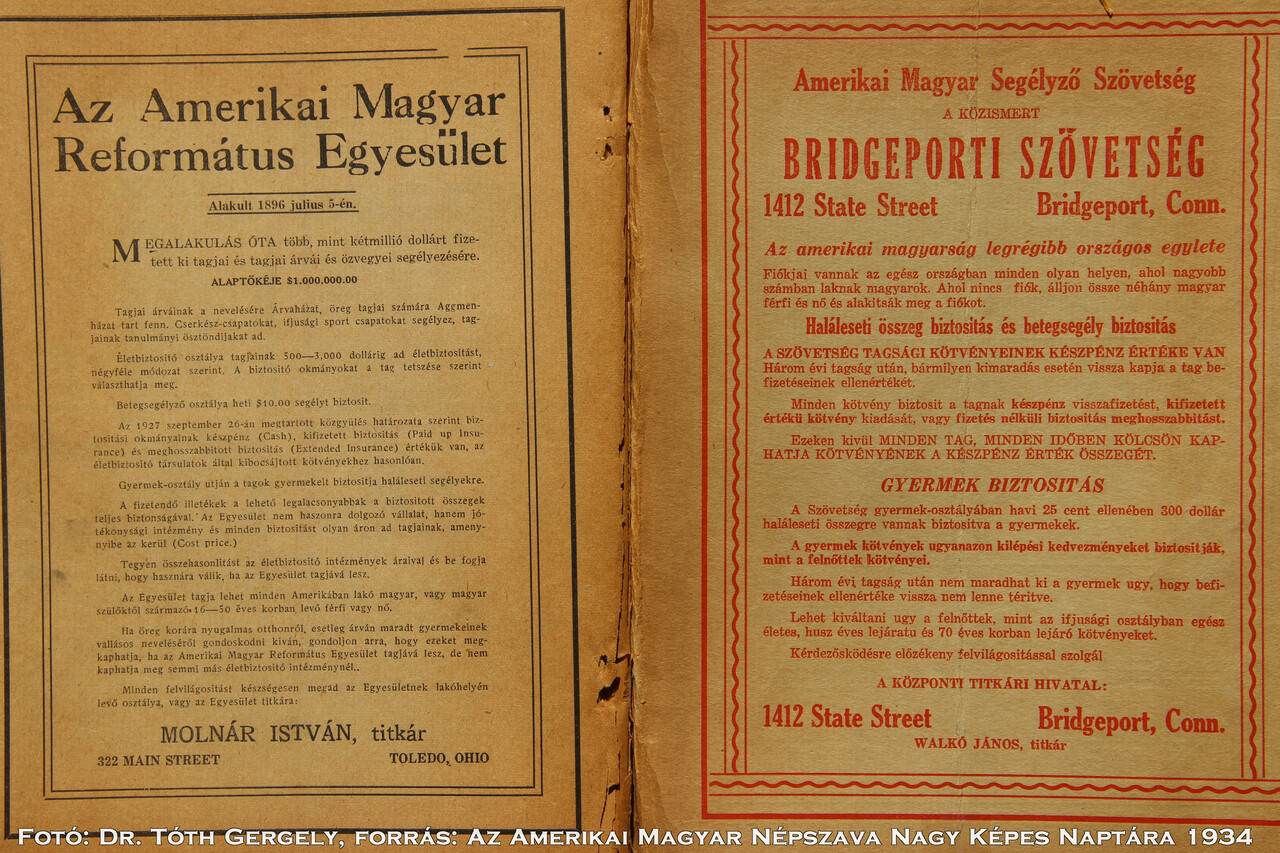 Az Amerikai Magyar
Református Egyesület
Alakult 1896 julius 5-én.
MEGALAKULÁS ÓTA több, mint kétmillió dollárt fize-
tett ki tagjai és tagjai árvái és özvegyei segélyezésére.
ALAPTŐKÉJE $1.000,000.00
Tagjai árváinak a nevelésére Árvaházat, öreg tagjai számára Aggmen-
házat tart fenn. Cserkész-csapatokat, ifjusági sport csapatokat segélyez, tag-
jainak tanulmányi ösztöndijakat ad.
Életbiztositó osztálya tagjainak 500—3,000 dollárig ad életbiztositást,
négyféle módozat szerint. A biztositó okmányokat a tag tetszése szerint
választhatja meg.
Betegsegélyző osztálya heti $10.00 segélyt biztosit.
Az 1927 szeptember 26-án megtartott közgyülés határozata szerint biz-
tositási okmányalnak készpénz (Cash), kifizetett biztositás (Paid up Insu-
rance) és meghosszabbitott biztositás (Extended Insurance) értékük van, az
életbiztositó társulatok által kibocsájtott kötvényekhez hasonlóan.
Gyermek-osztály utján a tagok gyermekeit biztositja haláleseti segélyekre.
A fizetendő illetékek a lehető legalacsonyabbak a biztositott összegek
teljes biztonságával. Az Egyesület nem haszonra dolgozó vállalat, hanem jó-
tékonysági intézmény és minden biztositást olyan áron ad tagjainak, ameny-
nyibe az kerül (Cost price.)
Tegyen összehasonlitást az életbiztositó intézmények áraival és be fogja
látni, hogy hasznára válik, ha az Egyesület tagjává lesz.
Az Egyesület tagja lehet minden Amerikában lakó magyar, vagy magyar
szülőktől származó 16—50 éves korban levő férfi vagy nő.
Ha öreg korára nyugalmas otthonról, esetleg árván maradt gyermekeinek
vallásos neveléséről gondoskodni kiván, gondoljon arra, hogy ezeket meg-
kaphatja, ha az Amerikai Magyar Református Egyesület tagjává lesz, de nem
kaphatja meg semmi más életbiztositó intézménynél..
Minden felvilágositást készségesen megad az Egyesületnek lakóhelyén
levő osztálya, vagy az Egyesület titkára:
MOLNÁR ISTVÁN, titkár
322 MAIN STREET TOLEDO, OHIO
Amerikai Magyar Segélyző Szövetség
A KÖZISMERT
BRIDGEPORTI SZÖVETSÉG
1412 State Street Bridgeport, Conn.
Az amerikai magyarság legrégibb országos egylete
Fiókjai vannak az egész országban minden olyan helyen, ahol nagyobb
számban laknak magyarok. Ahol nincs fiók, álljon össze néhány magyar
férfi és nő és alakitsák meg a fiókot.
Haláleseti összeg biztositás és betegsegély biztositás
A SZÖVETSÉG TAGSÁGI KÖTVÉNYEINEK KÉSZPÉNZ ÉRTÉKE VAN
Három évi tagság után, bármilyen kimaradás esetén vissza kapja a tag be-
fizetéseinek ellenértékét.
Minden kötvény biztosit a tagnak készpénz visszafizetést, kifizetett
értékü kötvény kiadását, vagy fizetés nélküli biztositás meghosszabbitást.
Ezeken kivül MINDEN TAG, MINDEN IDŐBEN KÖLCSÖN KAP-
HATJA KÖTVÉNYÉNEK A KÉSZPÉNZ ÉRTÉK ÖSSZEGÉT.
GYERMEK BIZTOSITÁS
A Szövetség gyermek-osztályában havi 25 cent ellenében 300 dollár
haláleseti összegre vannak biztositva a gyermekek.
A gyermek kötvények ugyanazon kilépési kedvezményeket biztositják,
mint a felnőttek kötvényei.
Három évi tagság után nem maradhat ki a gyermek ugy, hogy befi-
zetéseinek ellenértéke vissza nem lenne téritve.
Lehet kiváltani ugy a felnőttek, mint az ifjusági osztályban egész
életes, husz éves lejáratu és 70 éves korban lejáró kötvényeket.
Kérdezősködésre előzékeny felvilágositással szolgál
A KÖZPONTI TITKÁRI HIVATAL:
1412 State Street Bridgeport, Conn.
WALKÓ JÁNOS, titkár
Fotó: Dr. Tóth Gergely, forrás: Az Amerikai Magyar Népszava Nagy Képes Naptára 1934